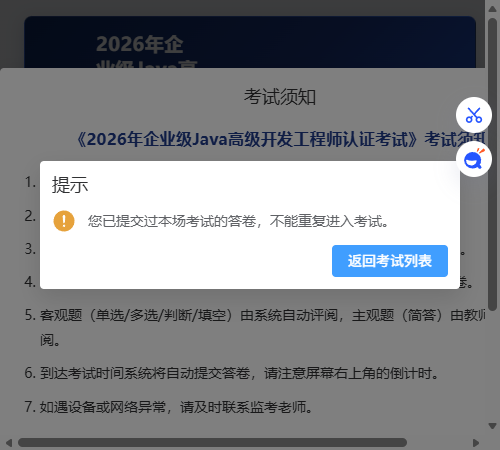 2026年企
业级Java高
考试须知
《2026年企业级Java高级开发工程师认证考试》考试须知
提示
您已提交过本场考试的答卷，不能重复进入考试。
返回考试列表
1.
2.
3.
4.
卷。
5. 客观题（单选/多选/判断/填空）由系统自动评阅，主观题（简答）由教师
阅。
6. 到达考试时间系统将自动提交答卷，请注意屏幕右上角的倒计时。
7. 如遇设备或网络异常，请及时联系监考老师。